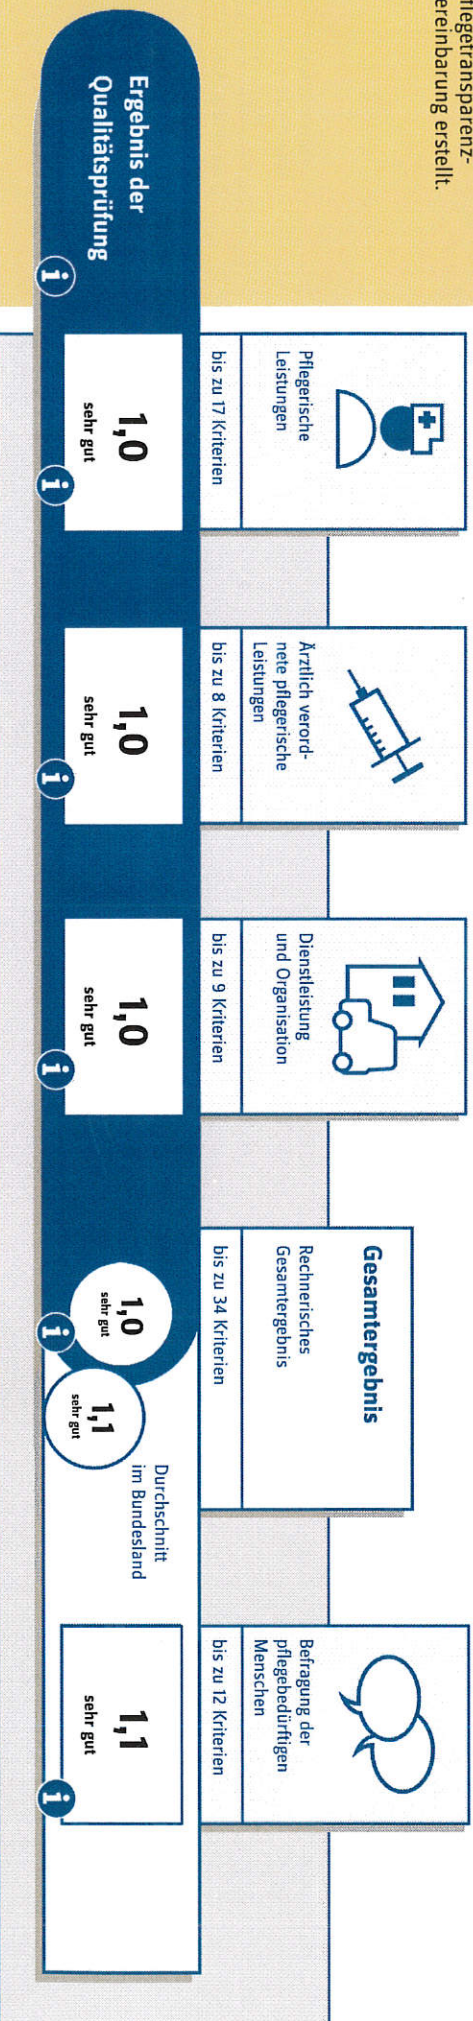 flegetransparenz-
ereinbarung erstellt.
Ergebnis der
Qualitätsprüfung
Pflegerische
Leistungen
bis zu 17 Kriterien
1,0
sehr gut
Ärztlich verord-
nete pflegerische
Leistungen
bis zu 8 Kriterien
1,0
sehr gut
Dienstleistung
und Organisation
bis zu 9 Kriterien
1,0
sehr gut
Gesamtergebnis
Rechnerisches
Gesamtergebnis
bis zu 34 Kriterien
1,0
sehr gut
1,1
sehr gut
Durchschnitt
im Bundesland
Befragung der
pflegebedürftigen
Menschen
bis zu 12 Kriterien
1,1
sehr gut